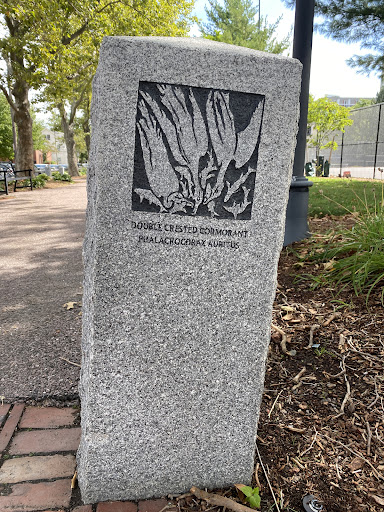 DOUBLE CRESTED CORMORANT
PHALACROCORAX AURITUS